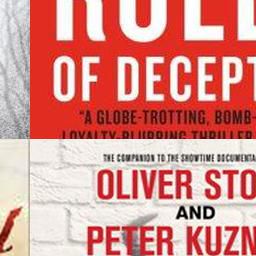 OF DECEPT
"A GLOBE-TROTTING, BOMB-
THE COMPANION TO THE SHOWTIME DOCUMENTA
OLIVER STO
AND
PETER KUZN